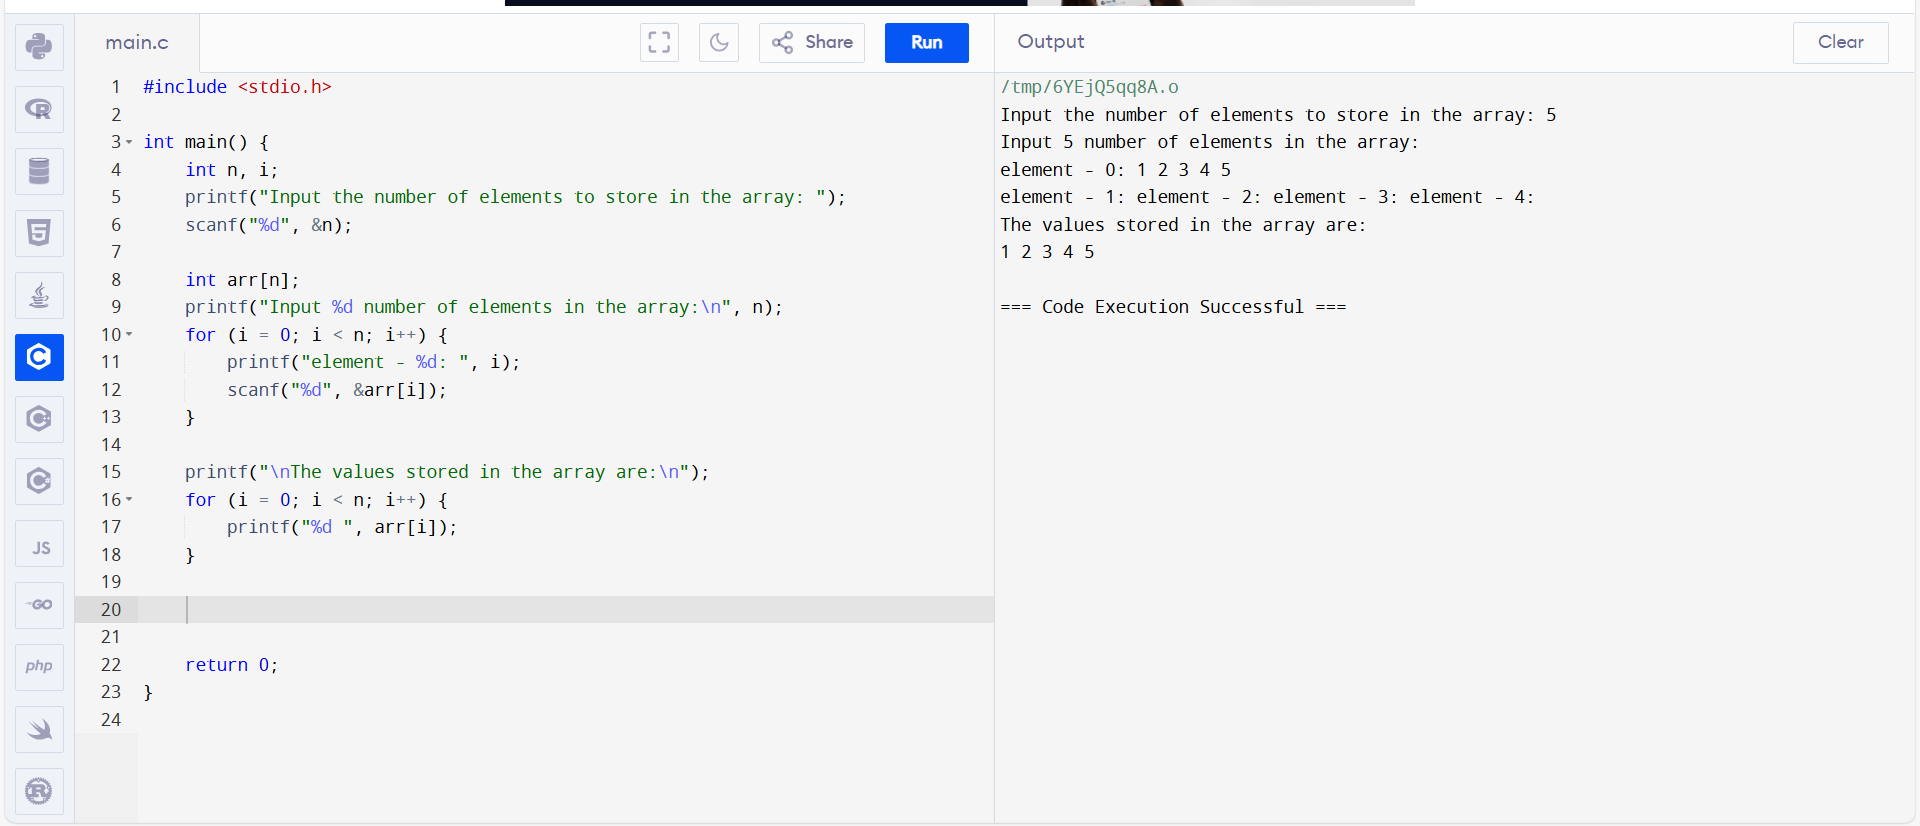 main.c
Share
Run
Output
Clear
1 #include <stdio.h>
2
3 int main() {
4     int n, i;
5     printf("Input the number of elements to store in the array: ");
6     scanf("%d", &n);
7
8     int arr[n];
9     printf("Input %d number of elements in the array:\n", n);
10     for (i = 0; i < n; i++) {
11         printf("element - %d: ", i);
12         scanf("%d", &arr[i]);
13     }
14
15     printf("\nThe values stored in the array are:\n");
16     for (i = 0; i < n; i++) {
17         printf("%d ", arr[i]);
18     }
19
20
21
22     return 0;
23 }
24
/tmp/6YEjQ5qq8A.o
Input the number of elements to store in the array: 5
Input 5 number of elements in the array:
element - 0: 1 2 3 4 5
element - 1: element - 2: element - 3: element - 4:
The values stored in the array are:
1 2 3 4 5
=== Code Execution Successful ===
R
5
C
C++
C#
JS
GO
php
R